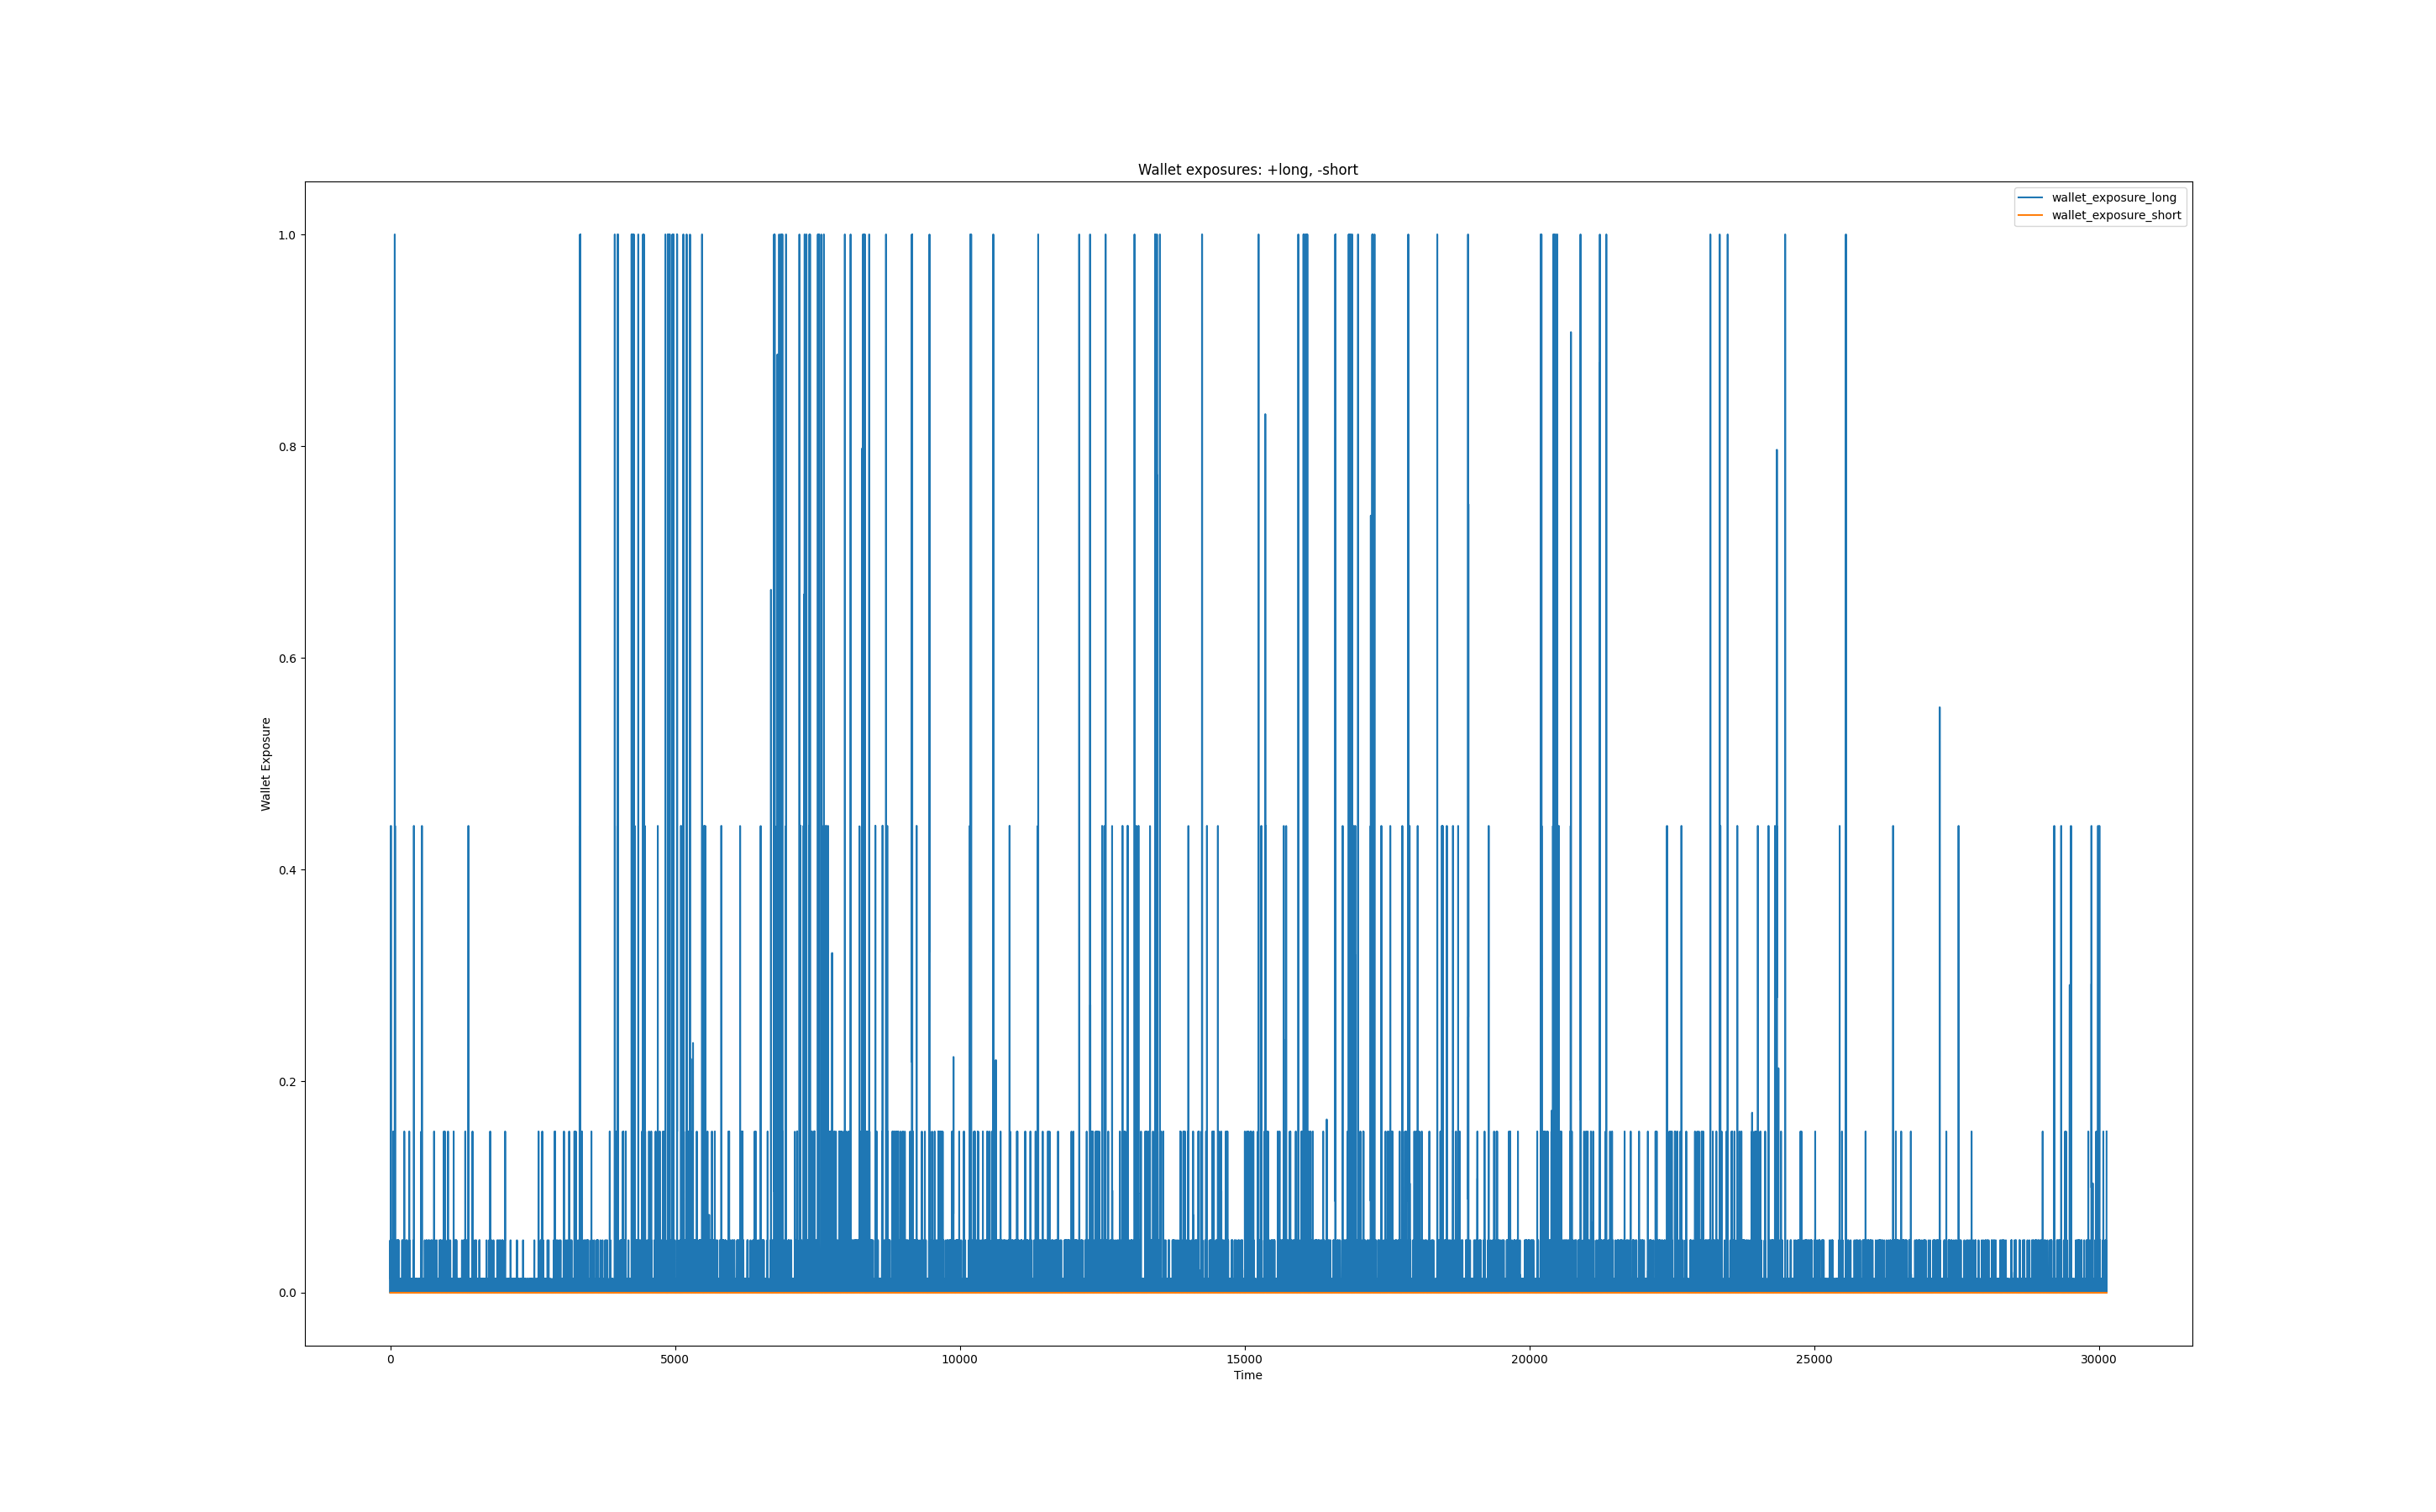 Wallet exposures: +long, -short
wallet_exposure_long
wallet_exposure_short
1.0
0.8
0.6
0.4
0.2
0.0
Wallet Exposure
0 5000 10000 15000 20000 25000 30000
Time